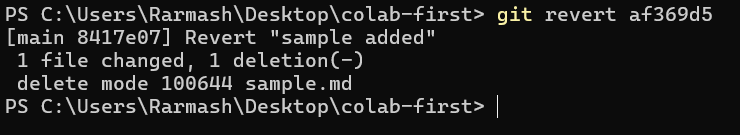 PS C:\Users\Rarmash\Desktop\colab-first> git revert af369d5
[main 8417e07] Revert "sample added"
 1 file changed, 1 deletion(-)
 delete mode 100644 sample.md
PS C:\Users\Rarmash\Desktop\colab-first>